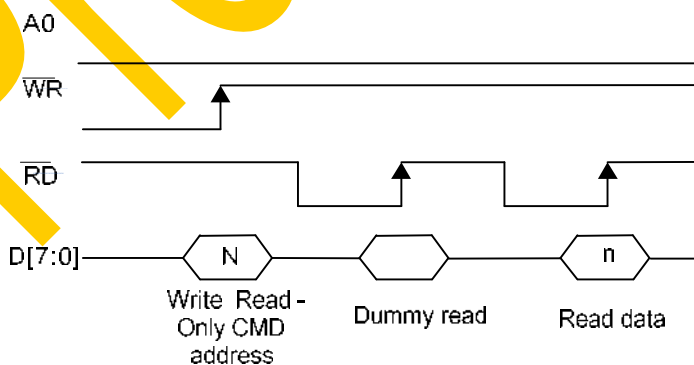 A0
WR
RD
D[7:0]
N
n
Write Read -
Only CMD
address
Dummy read
Read data